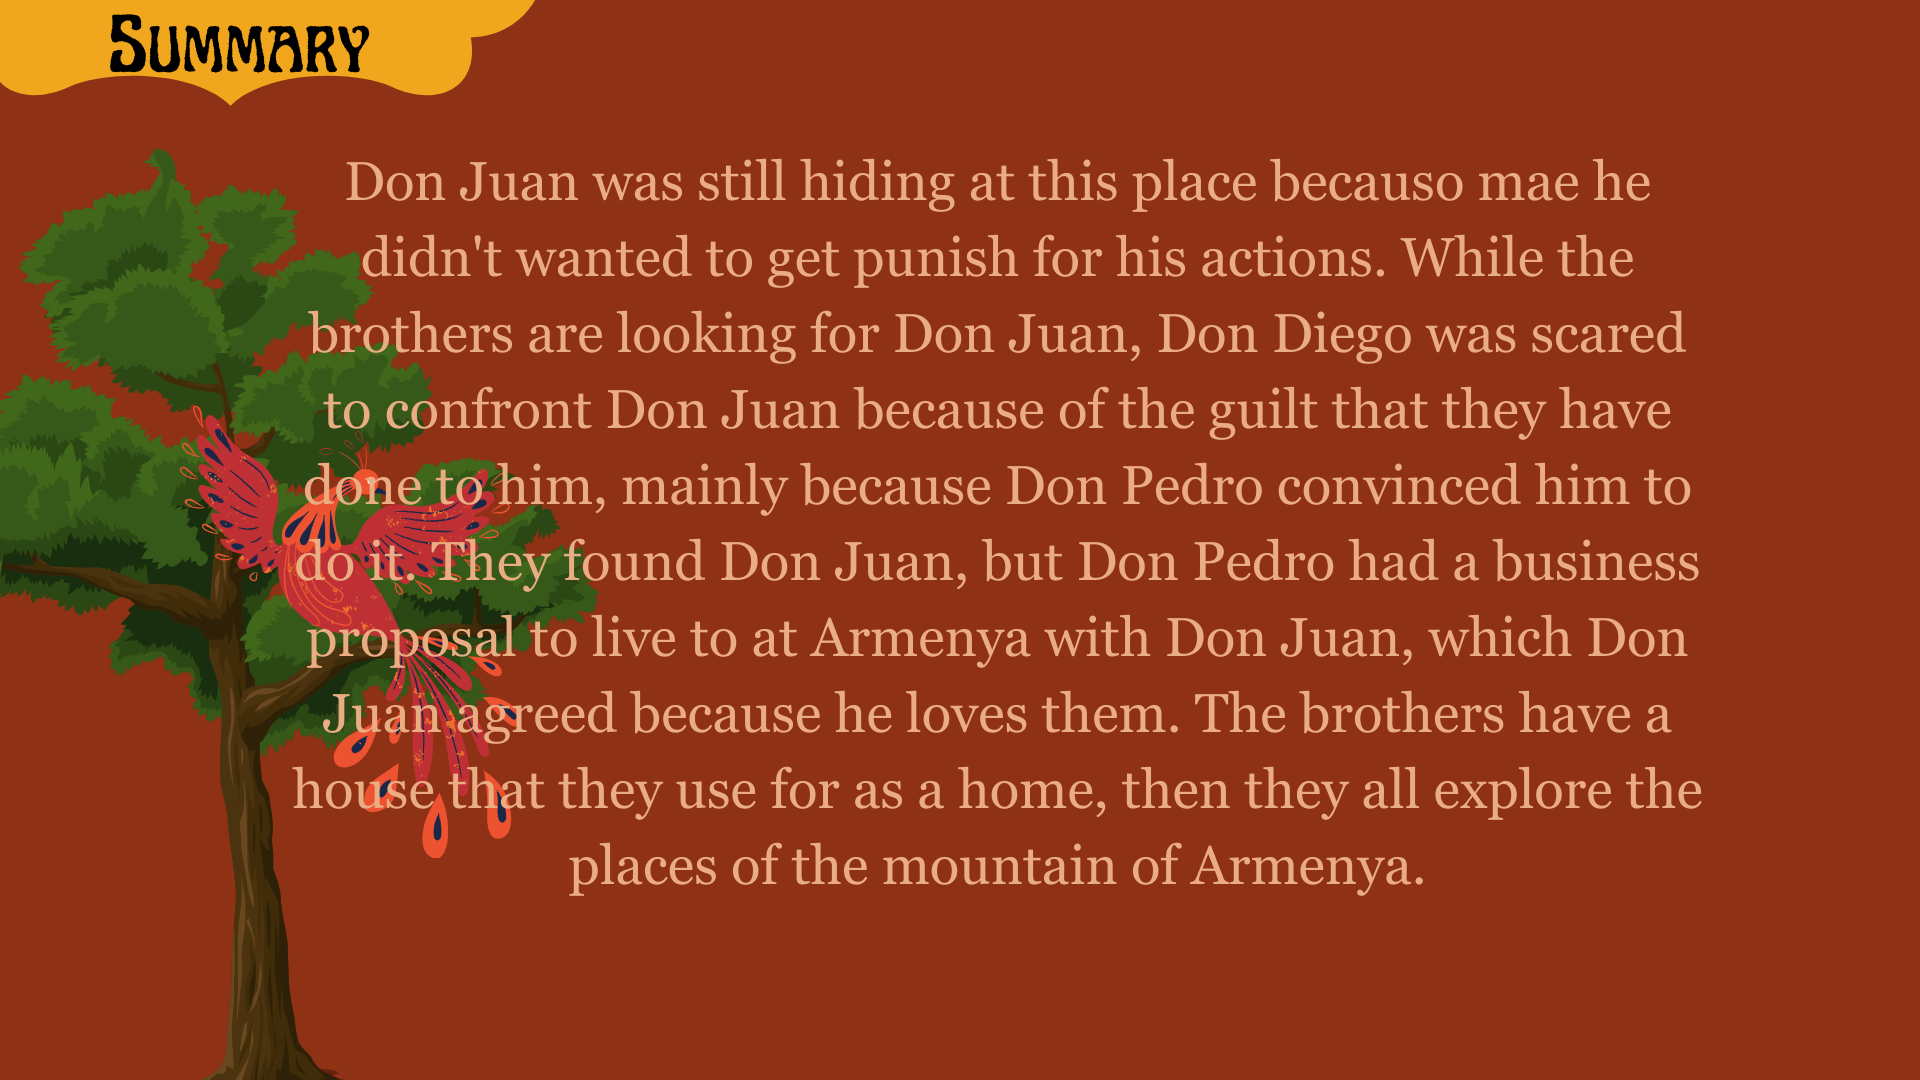 Summary
Don Juan was still hiding at this place becauso mae he
didn't wanted to get punish for his actions. While the
brothers are looking for Don Juan, Don Diego was scared
to confront Don Juan because of the guilt that they have
done to him, mainly because Don Pedro convinced him to
do it. They found Don Juan, but Don Pedro had a business
proposal to live to at Armenya with Don Juan, which Don
Juan agreed because he loves them. The brothers have a
house that they use for as a home, then they all explore the
places of the mountain of Armenya.